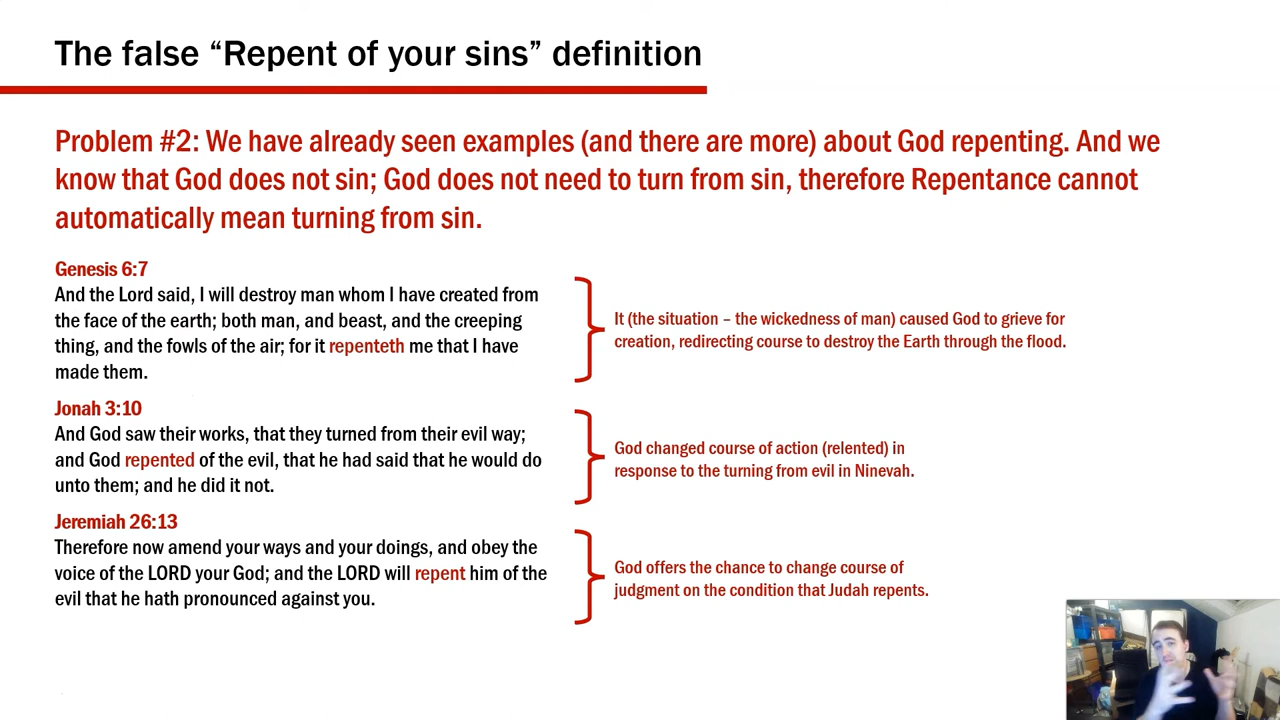 The false “Repent of your sins” definition
Problem #2: We have already seen examples (and there are more) about God repenting. And we
know that God does not sin; God does not need to turn from sin, therefore Repentance cannot
automatically mean turning from sin.
Genesis 6:7
And the Lord said, I will destroy man whom I have created from
the face of the earth; both man, and beast, and the creeping
thing, and the fowls of the air; for it repenteth me that I have
made them.
It (the situation – the wickedness of man) caused God to grieve for
creation, redirecting course to destroy the Earth through the flood.
Jonah 3:10
And God saw their works, that they turned from their evil way;
and God repented of the evil, that he had said that he would do
unto them; and he did it not.
God changed course of action (relented) in
response to the turning from evil in Ninevah.
Jeremiah 26:13
Therefore now amend your ways and your doings, and obey the
voice of the LORD your God; and the LORD will repent him of the
evil that he hath pronounced against you.
God offers the chance to change course of
judgment on the condition that Judah repents.